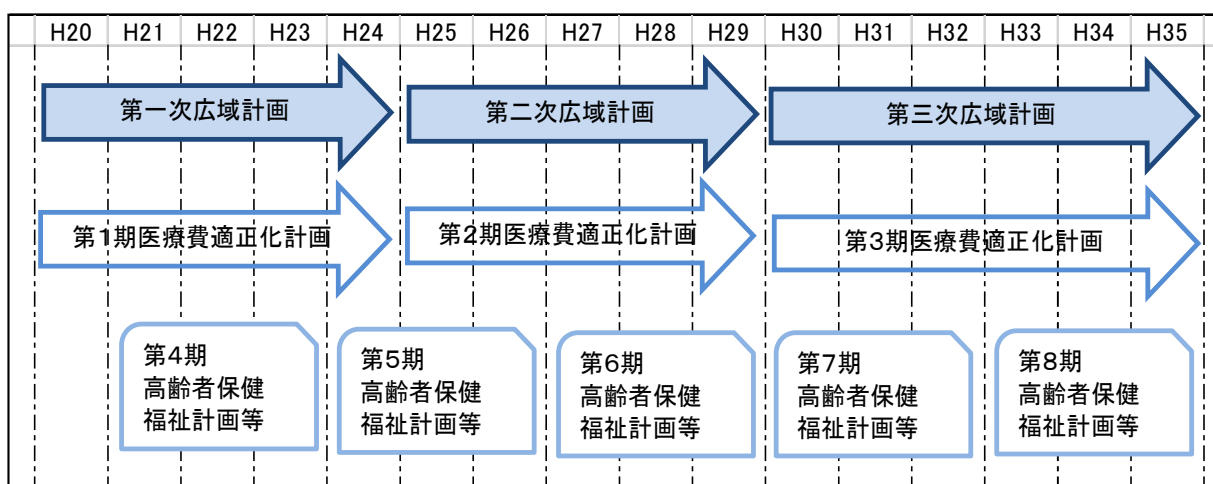 H20 H21 H22 H23 H24 H25 H26 H27 H28 H29 H30 H31 H32 H33 H34 H35
第一次広域計画 第二次広域計画 第三次広域計画
第1期医療費適正化計画 第2期医療費適正化計画 第3期医療費適正化計画
第4期
高齢者保健
福祉計画等
第5期
高齢者保健
福祉計画等
第6期
高齢者保健
福祉計画等
第7期
高齢者保健
福祉計画等
第8期
高齢者保健
福祉計画等